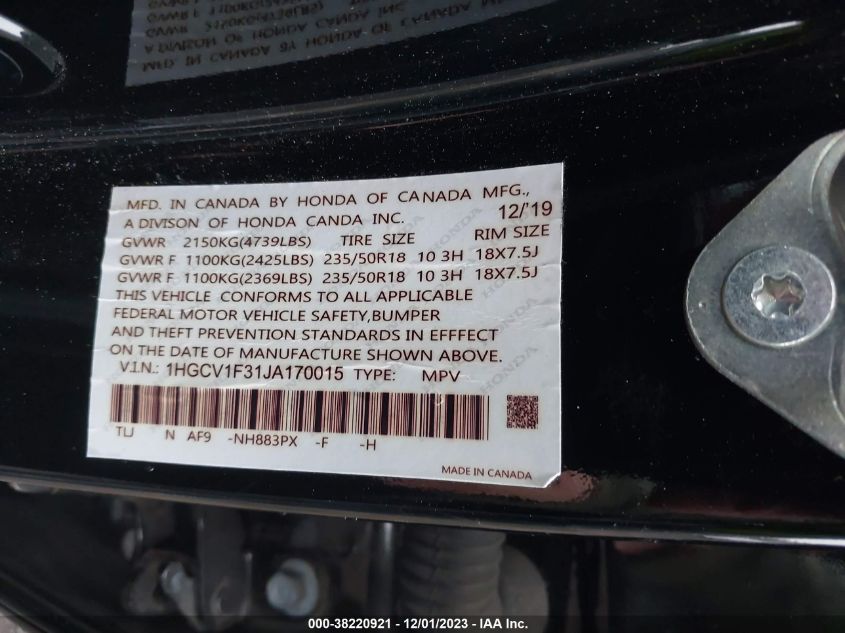 MFD. IN CANADA BY HONDA OF CANADA MFG.,
A DIVISON OF HONDA CANDA INC. 12/'19
GVWR 2150KG(4739LBS) TIRE SIZE RIM SIZE
GVWR F 1100KG(2425LBS) 235/50R18 10 3H 18X7.5J
GVWR F 1100KG(2369LBS) 235/50R18 10 3H 18X7.5J
THIS VEHICLE CONFORMS TO ALL APPLICABLE
FEDERAL MOTOR VEHICLE SAFETY,BUMPER
AND THEFT PREVENTION STANDARDS IN EFFFECT
ON THE DATE OF MANUFACTURE SHOWN ABOVE.
V.I.N.: 1HGCV1F31JA170015 TYPE: MPV
TLJ N AF9 -NH883PX -F -H
MADE IN CANADA
000-38220921 - 12/01/2023 - IAA Inc.